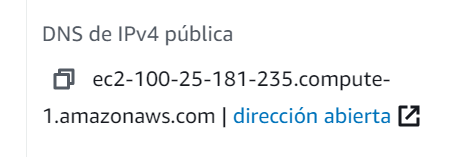 DNS de IPv4 pública
ec2-100-25-181-235.compute-
1.amazonaws.com | dirección abierta